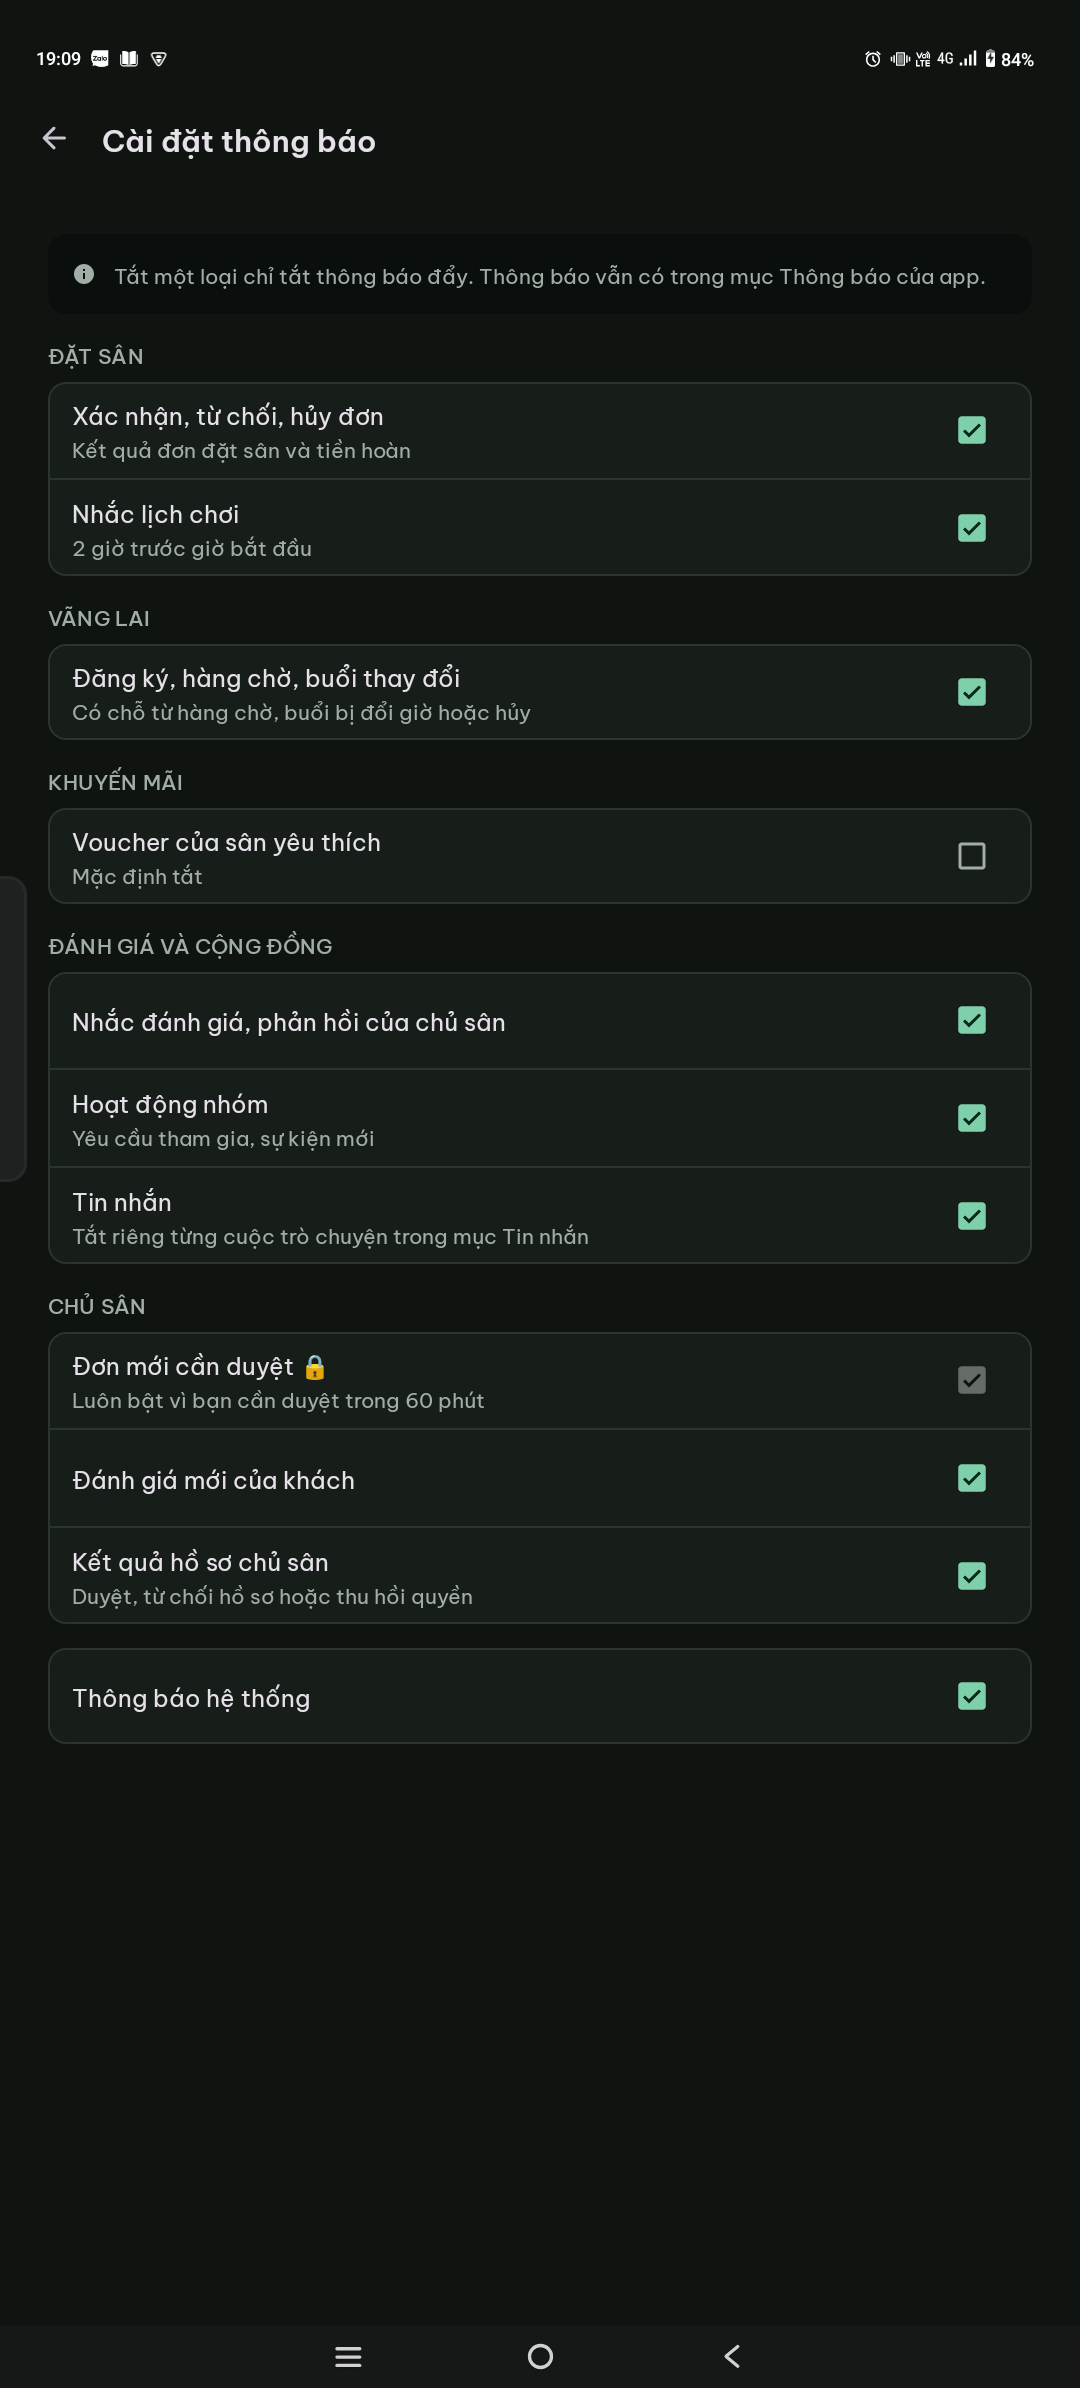 19:09 Zalo VoLTE 4G 84%
Cài đặt thông báo
Tắt một loại chỉ tắt thông báo đẩy. Thông báo vẫn có trong mục Thông báo của app.
ĐẶT SÂN
Xác nhận, từ chối, hủy đơn
Kết quả đơn đặt sân và tiền hoàn
Nhắc lịch chơi
2 giờ trước giờ bắt đầu
VÃNG LAI
Đăng ký, hàng chờ, buổi thay đổi
Có chỗ từ hàng chờ, buổi bị đổi giờ hoặc hủy
KHUYẾN MÃI
Voucher của sân yêu thích
Mặc định tắt
ĐÁNH GIÁ VÀ CỘNG ĐỒNG
Nhắc đánh giá, phản hồi của chủ sân
Hoạt động nhóm
Yêu cầu tham gia, sự kiện mới
Tin nhắn
Tắt riêng từng cuộc trò chuyện trong mục Tin nhắn
CHỦ SÂN
Đơn mới cần duyệt 🔒
Luôn bật vì bạn cần duyệt trong 60 phút
Đánh giá mới của khách
Kết quả hồ sơ chủ sân
Duyệt, từ chối hồ sơ hoặc thu hồi quyền
Thông báo hệ thống